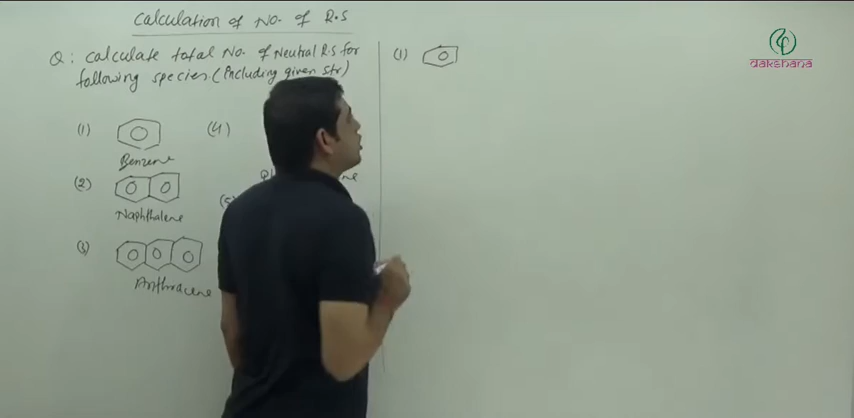 Calculation of No. of R.S
Q: Calculate total No. of Neutral R.S for
following species (Including given str)
(1)
Benzene
(2)
Naphthalene
(3)
Anthracene
(4)
(5)
(1)
dakshana